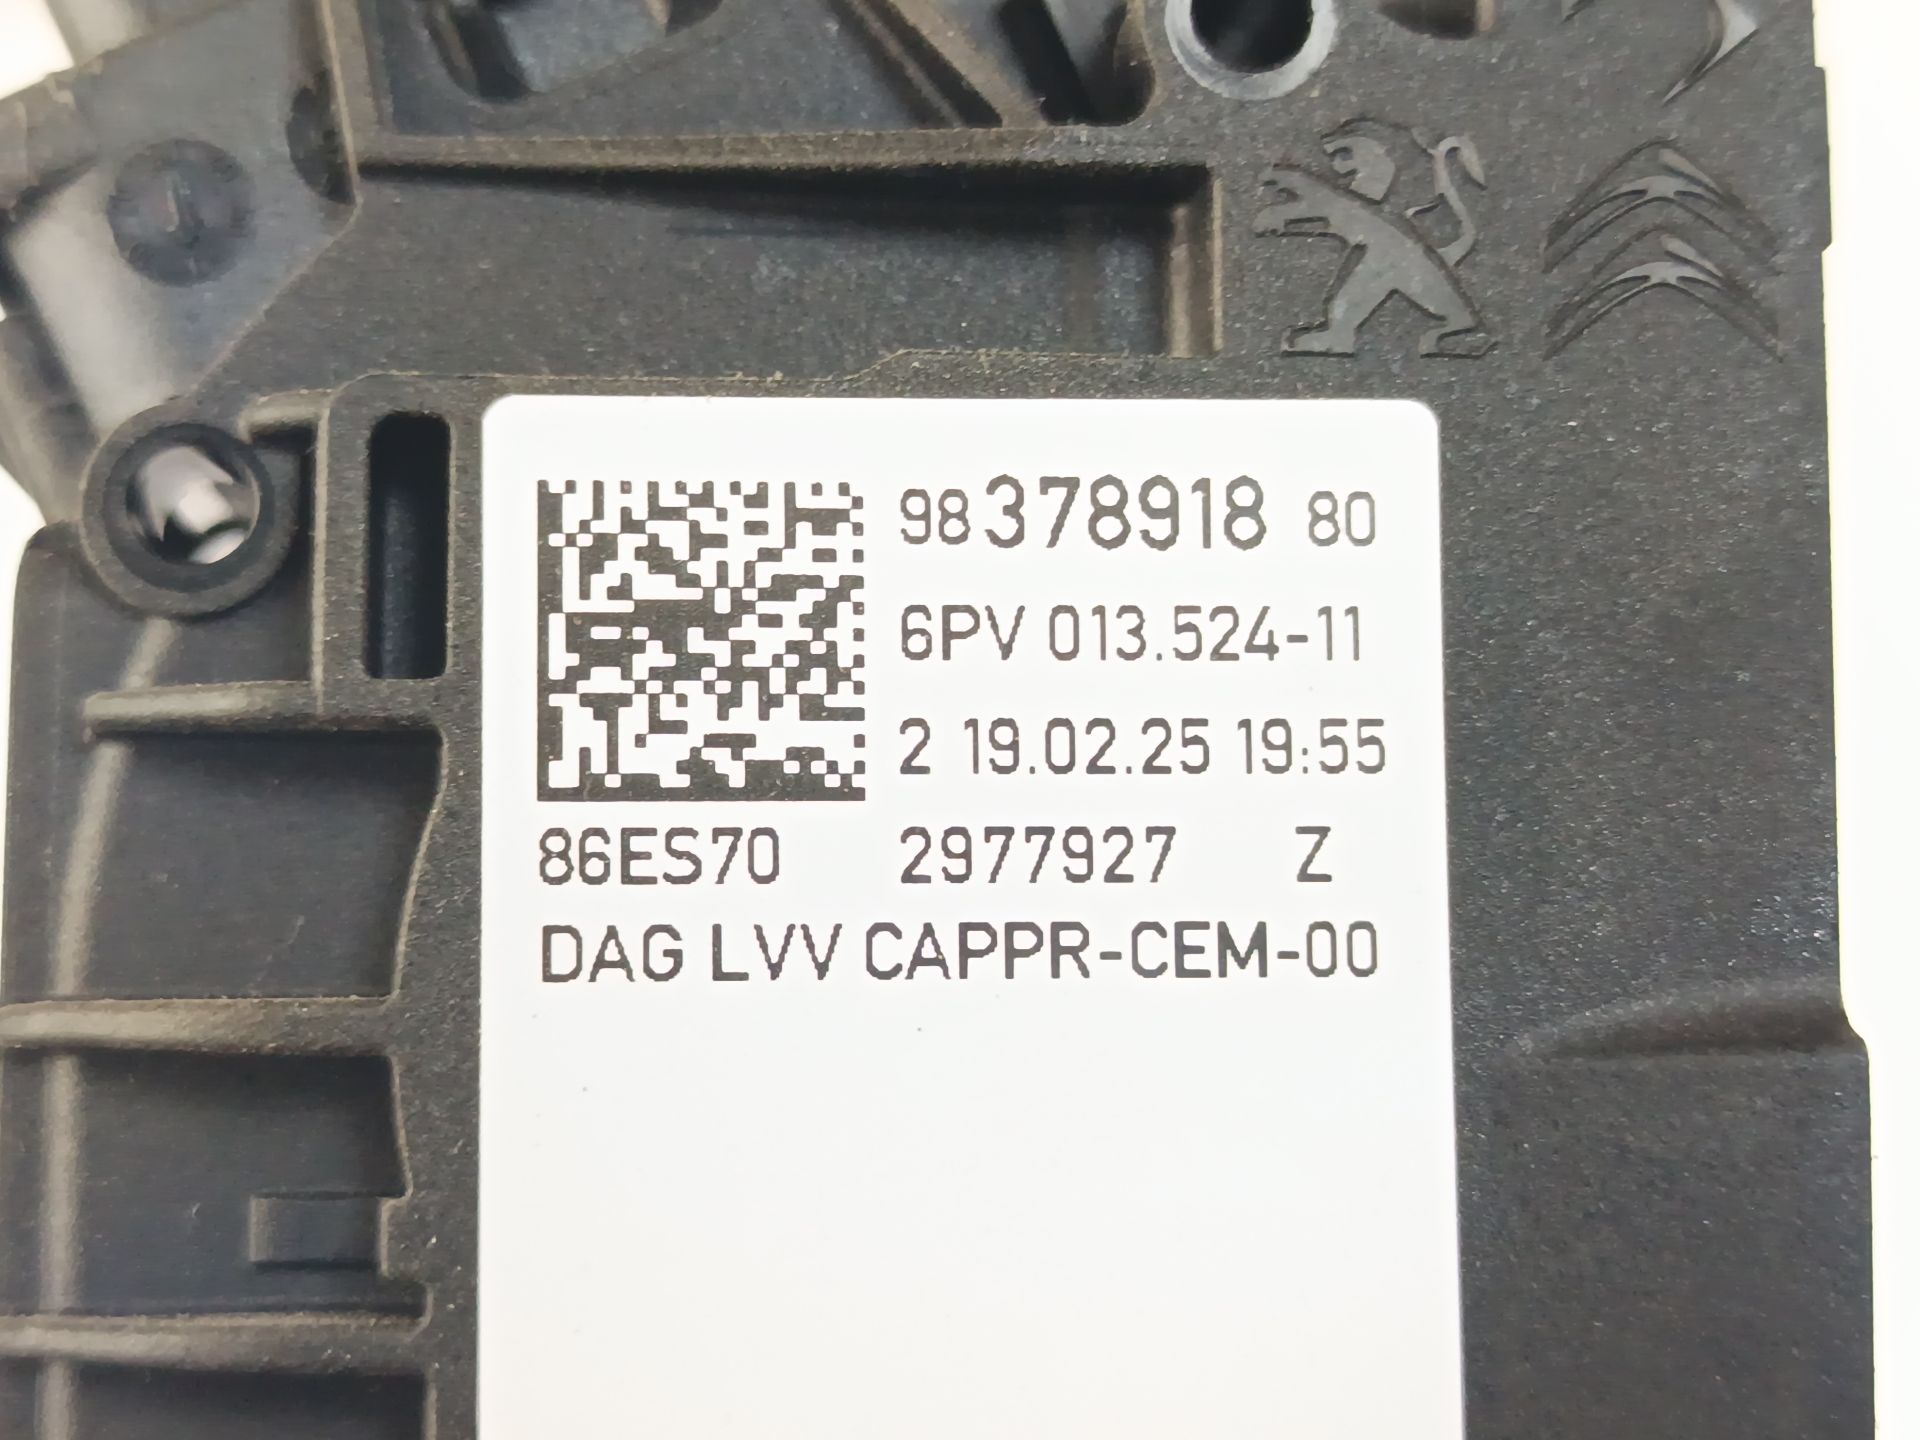 98 378918 80
6PV 013.524-11
2 19.02.25 19:55
86ES70 2977927 Z
DAG LVV CAPPR-CEM-00